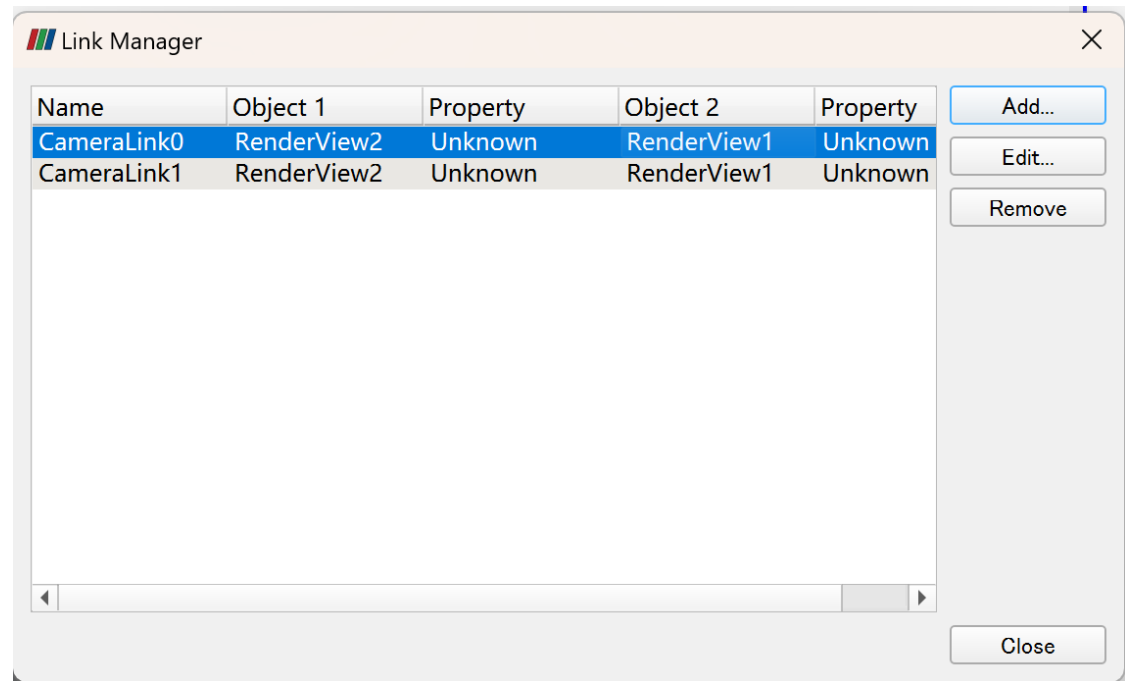 Link Manager
Name Object 1 Property Object 2 Property
CameraLink0 RenderView2 Unknown RenderView1 Unknown
CameraLink1 RenderView2 Unknown RenderView1 Unknown
Add...
Edit...
Remove
Close